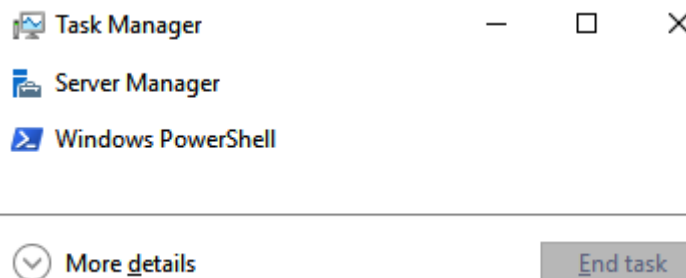 Task Manager
Server Manager
Windows PowerShell
More details
End task